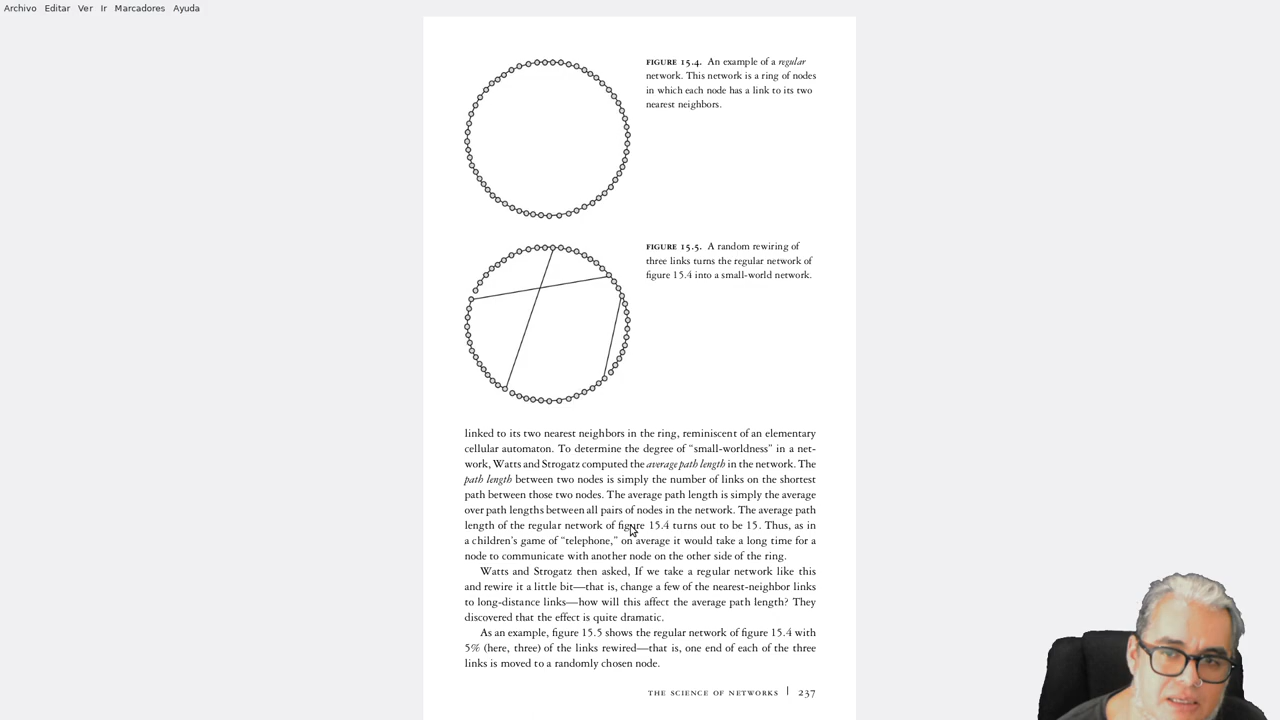 Archivo Editar Ver Ir Marcadores Ayuda
FIGURE 15.4. An example of a regular
network. This network is a ring of nodes
in which each node has a link to its two
nearest neighbors.
FIGURE 15.5. A random rewiring of
three links turns the regular network of
figure 15.4 into a small-world network.
linked to its two nearest neighbors in the ring, reminiscent of an elementary
cellular automaton. To determine the degree of “small-worldness” in a net-
work, Watts and Strogatz computed the average path length in the network. The
path length between two nodes is simply the number of links on the shortest
path between those two nodes. The average path length is simply the average
over path lengths between all pairs of nodes in the network. The average path
length of the regular network of figure 15.4 turns out to be 15. Thus, as in
a children’s game of “telephone,” on average it would take a long time for a
node to communicate with another node on the other side of the ring.
Watts and Strogatz then asked, If we take a regular network like this
and rewire it a little bit—that is, change a few of the nearest-neighbor links
to long-distance links—how will this affect the average path length? They
discovered that the effect is quite dramatic.
As an example, figure 15.5 shows the regular network of figure 15.4 with
5% (here, three) of the links rewired—that is, one end of each of the three
links is moved to a randomly chosen node.
THE SCIENCE OF NETWORKS | 237